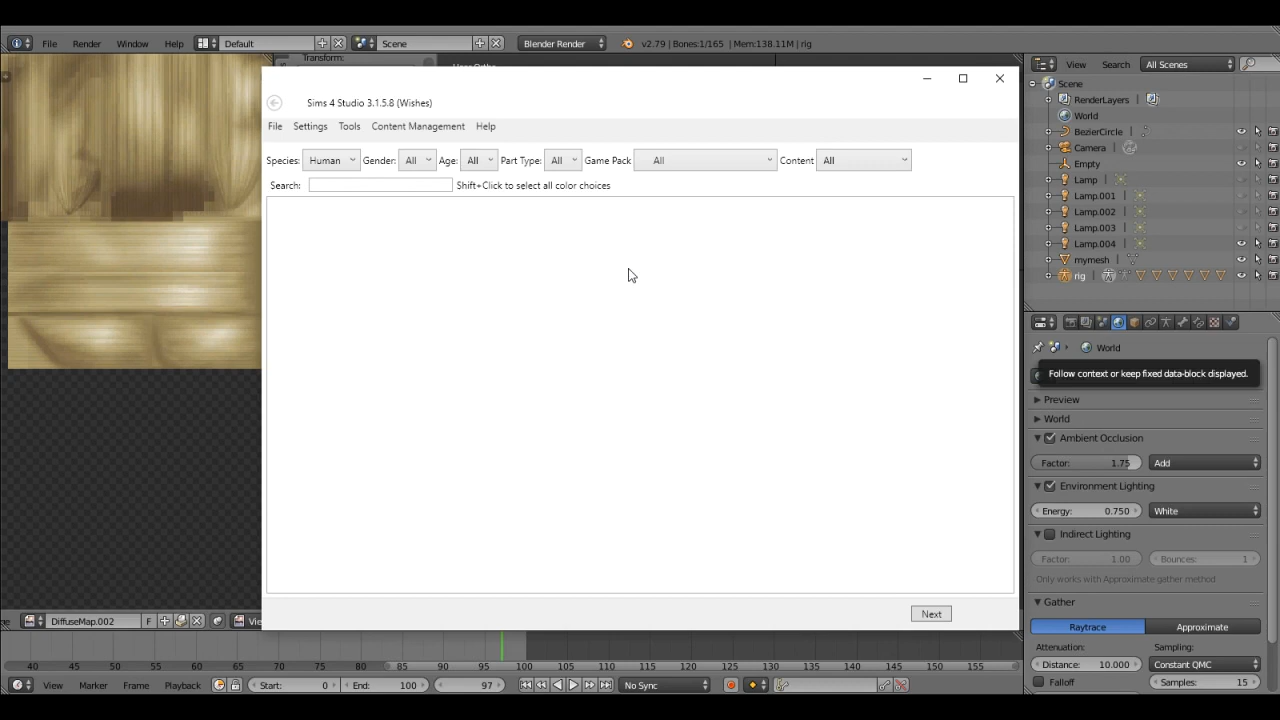 File Render Window Help Default Scene Blender Render v2.79 | Bones:1/165 | Mem:138.11M | rig
Transform:
View Search All Scenes
Sims 4 Studio 3.1.5.8 (Wishes)
File Settings Tools Content Management Help
Species: Human Gender: All Age: All Part Type: All Game Pack All Content All
Search: Shift+Click to select all color choices
Next
Scene
RenderLayers
World
BezierCircle
Camera
Empty
Lamp
Lamp.001
Lamp.002
Lamp.003
Lamp.004
mymesh
rig
World
Follow context or keep fixed data-block displayed.
Preview
World
Ambient Occlusion
Factor: 1.75 Add
Environment Lighting
Energy: 0.750 White
Indirect Lighting
Factor: 1.00 Bounces: 1
Only works with Approximate gather method
Gather
Raytrace Approximate
Attenuation: Sampling:
Distance: 10.000 Constant QMC
Falloff Samples: 15
DiffuseMap.002 F Vie
40 45 50 55 60 65 70 75 80 85 90 95 100 105 110 115 120 125 130 135 140 145 150 155
View Marker Frame Playback Start: 0 End: 100 97 No Sync